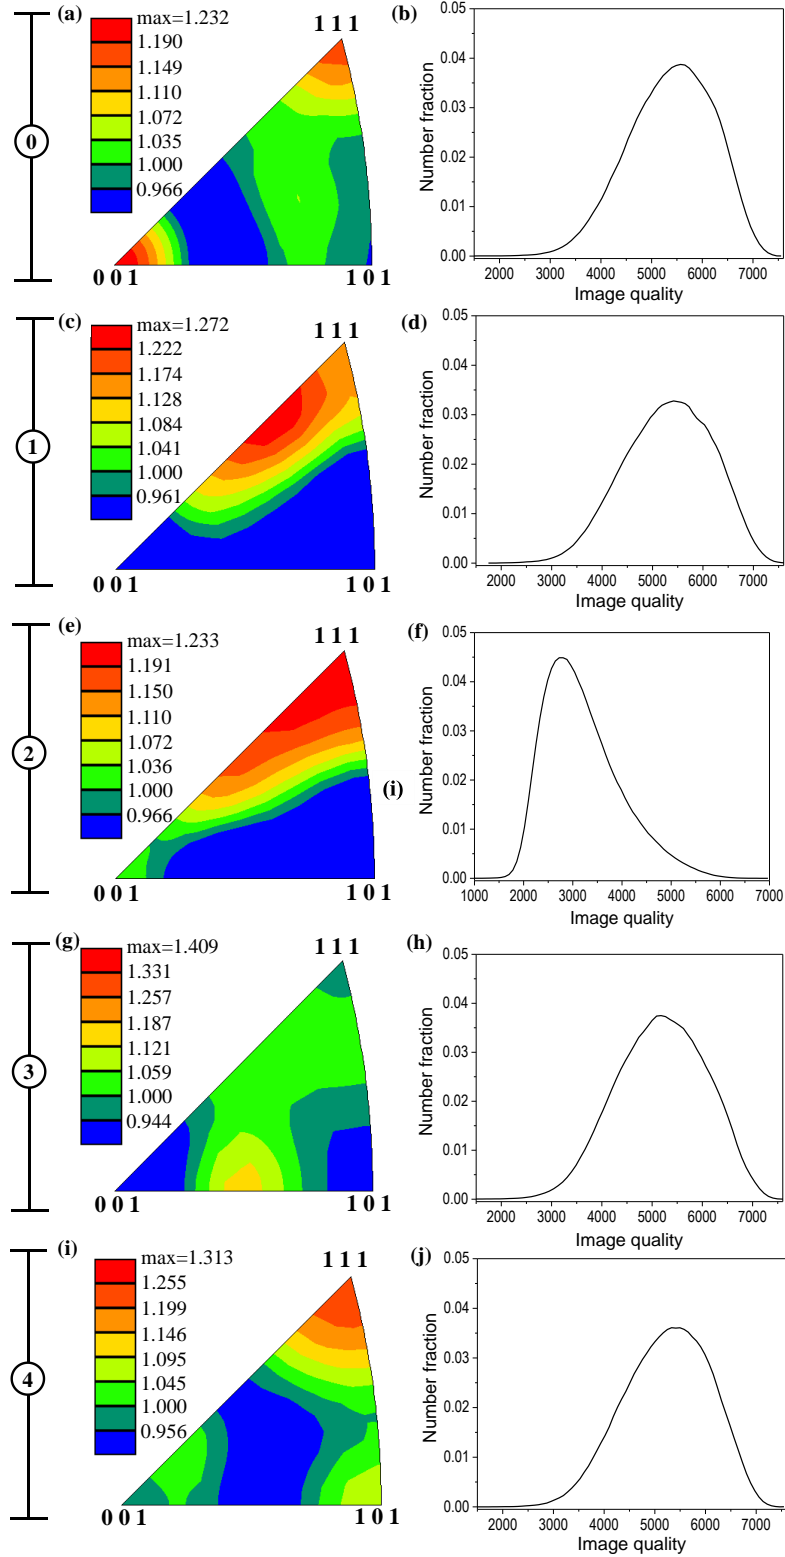 (a)
max=1.232
1.190
1.149
1.110
1.072
1.035
1.000
0.966
1 1 1
0 0 1
1 0 1
0
(b)
0.05
0.04
0.03
0.02
0.01
0.00
Number fraction
2000 3000 4000 5000 6000 7000
Image quality
(c)
max=1.272
1.222
1.174
1.128
1.084
1.041
1.000
0.961
1 1 1
0 0 1
1 0 1
1
(d)
0.05
0.04
0.03
0.02
0.01
0.00
Number fraction
2000 3000 4000 5000 6000 7000
Image quality
(e)
max=1.233
1.191
1.150
1.110
1.072
1.036
1.000
0.966
1 1 1
0 0 1
1 0 1
2
(i)
(f)
0.05
0.04
0.03
0.02
0.01
0.00
Number fraction
1000 2000 3000 4000 5000 6000 7000
Image quality
(g)
max=1.409
1.331
1.257
1.187
1.121
1.059
1.000
0.944
1 1 1
0 0 1
1 0 1
3
(h)
0.05
0.04
0.03
0.02
0.01
0.00
Number fraction
2000 3000 4000 5000 6000 7000
Image quality
(i)
max=1.313
1.255
1.199
1.146
1.095
1.045
1.000
0.956
1 1 1
0 0 1
1 0 1
4
(j)
0.05
0.04
0.03
0.02
0.01
0.00
Number fraction
2000 3000 4000 5000 6000 7000
Image quality